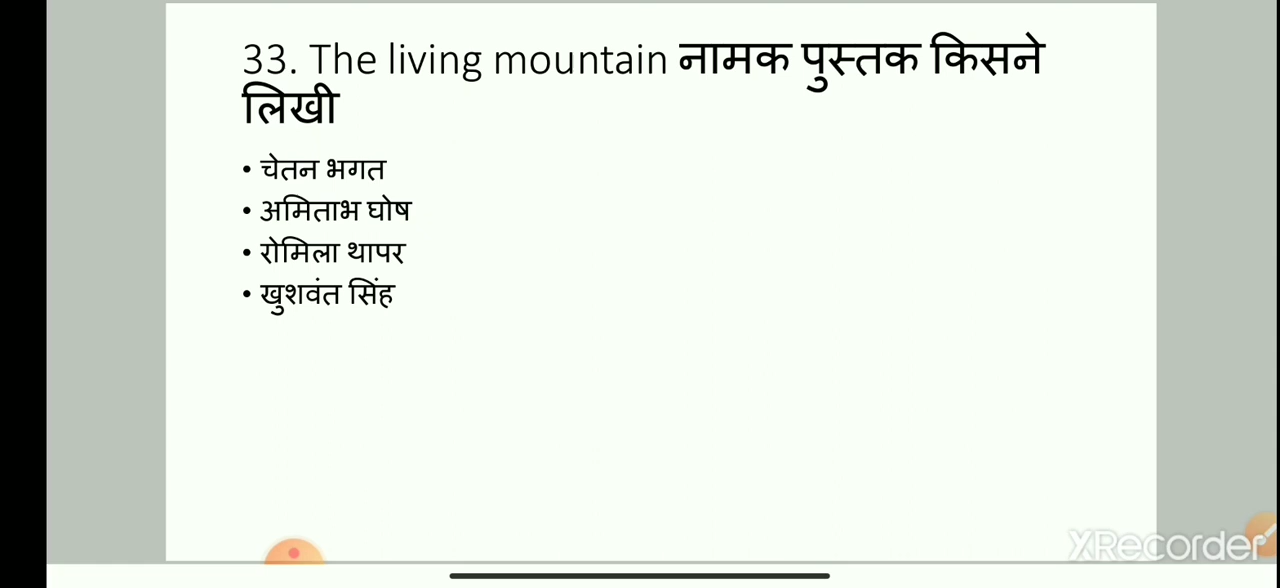 33. The living mountain नामक पुस्तक किसने
लिखी
• चेतन भगत
• अमिताभ घोष
• रोमिला थापर
• खुशवंत सिंह
XRecorder